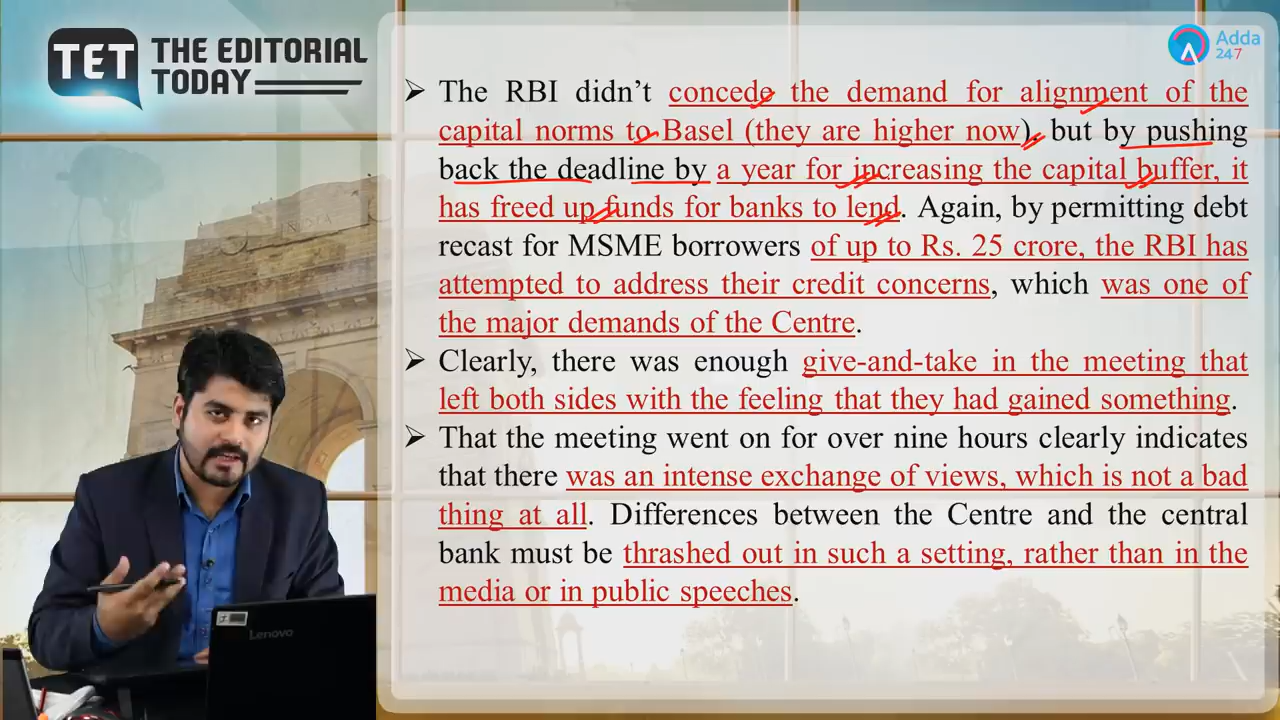 TET THE EDITORIAL
TODAY
Adda
247
➢ The RBI didn’t concede the demand for alignment of the
capital norms to Basel (they are higher now), but by pushing
back the deadline by a year for increasing the capital buffer, it
has freed up funds for banks to lend. Again, by permitting debt
recast for MSME borrowers of up to Rs. 25 crore, the RBI has
attempted to address their credit concerns, which was one of
the major demands of the Centre.
➢ Clearly, there was enough give-and-take in the meeting that
left both sides with the feeling that they had gained something.
➢ That the meeting went on for over nine hours clearly indicates
that there was an intense exchange of views, which is not a bad
thing at all. Differences between the Centre and the central
bank must be thrashed out in such a setting, rather than in the
media or in public speeches.
INDIA
Lenovo